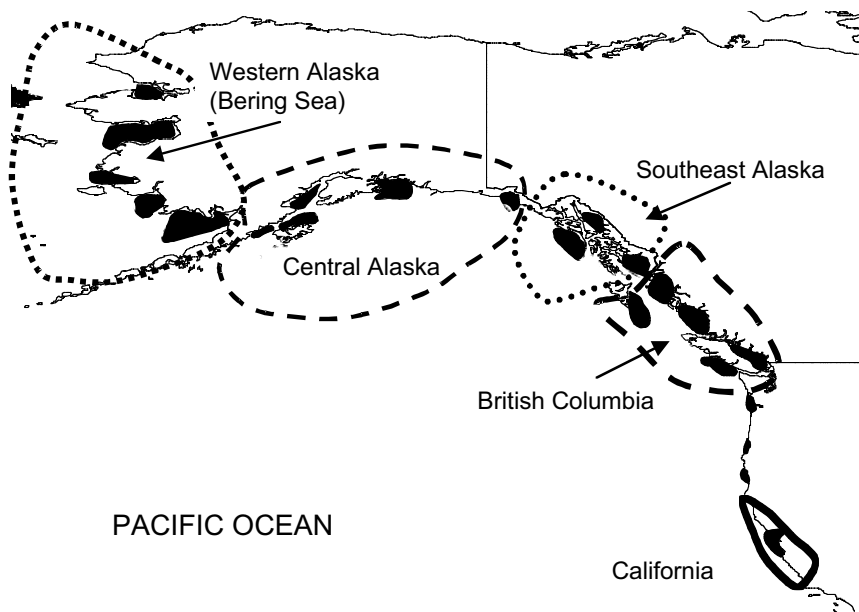 Western Alaska
(Bering Sea)
Southeast Alaska
Central Alaska
British Columbia
PACIFIC OCEAN
California